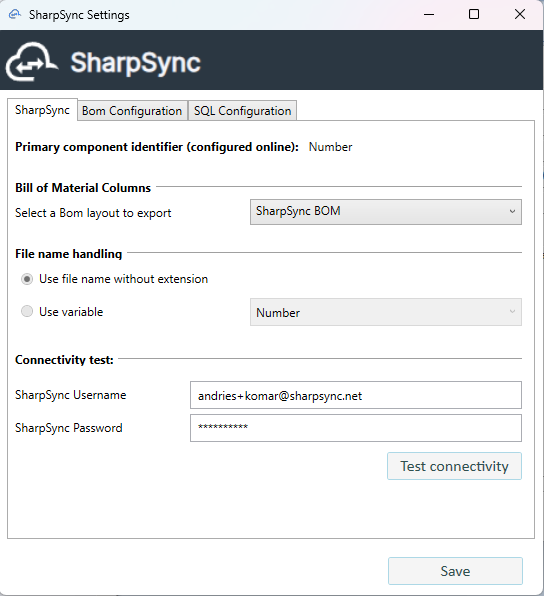 SharpSync Settings
SharpSync
SharpSync Bom Configuration SQL Configuration
Primary component identifier (configured online): Number
Bill of Material Columns
Select a Bom layout to export SharpSync BOM
File name handling
Use file name without extension
Use variable Number
Connectivity test:
SharpSync Username andries+komar@sharpsync.net
SharpSync Password **********
Test connectivity
Save